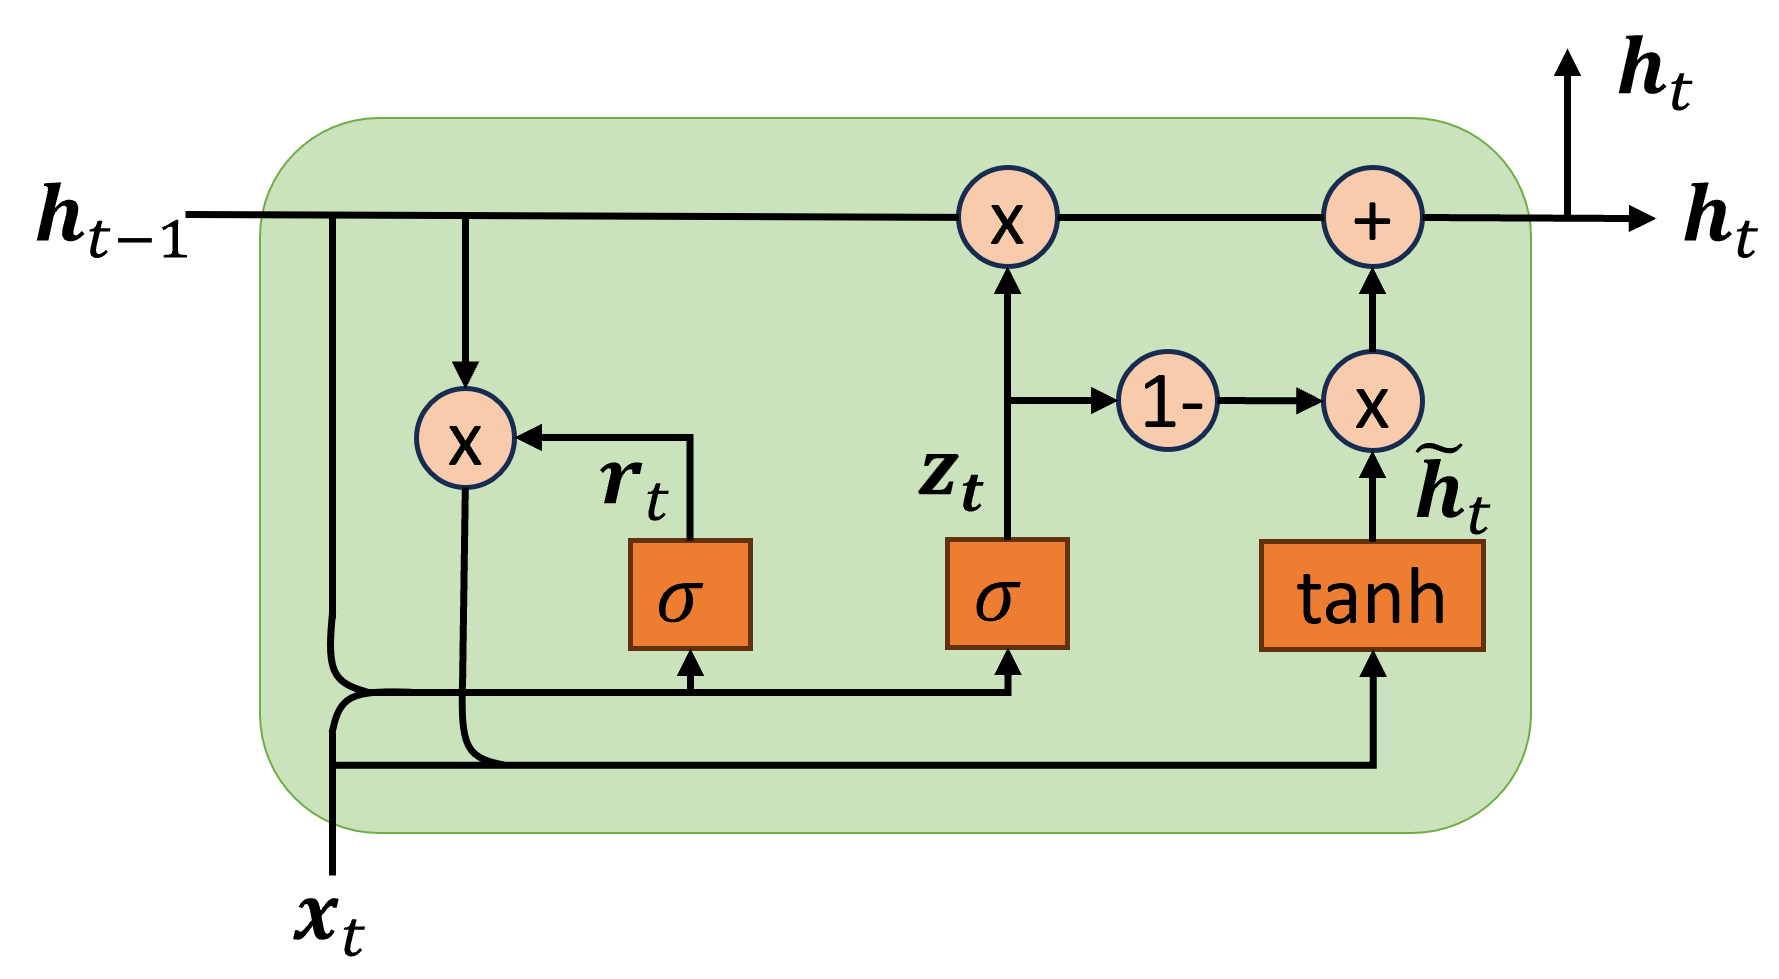 h_t
h_{t-1}
x
+
h_t
1-
x
x
r_t
z_t
h̃_t
σ
σ
tanh
x_t